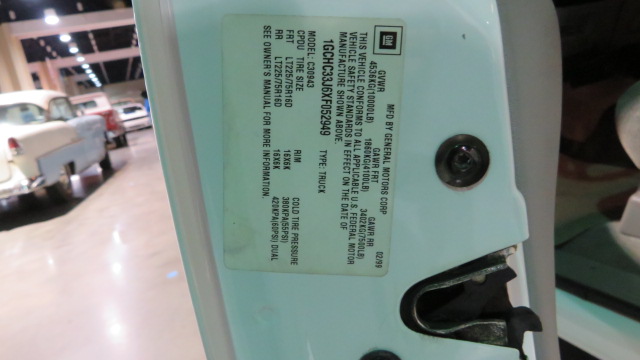 GM
MFD BY GENERAL MOTORS CORP 02/99
GVWR GAWR FRT GAWR RR
4536KG(10000LB) 1860KG(4100LB) 3402KG(7500LB)
THIS VEHICLE CONFORMS TO ALL APPLICABLE U.S. FEDERAL MOTOR
VEHICLE SAFETY STANDARDS IN EFFECT ON THE DATE OF
MANUFACTURE SHOWN ABOVE.
1GCHC33J6XF052949 TYPE: TRUCK
MODEL: C30943
CPDU TIRE SIZE RIM COLD TIRE PRESSURE
FRT LT225/75R16D 16X6K 380KPA(55PSI)
RR LT225/75R16D 16X6K 420KPA(60PSI) DUAL
SEE OWNER'S MANUAL FOR MORE INFORMATION.